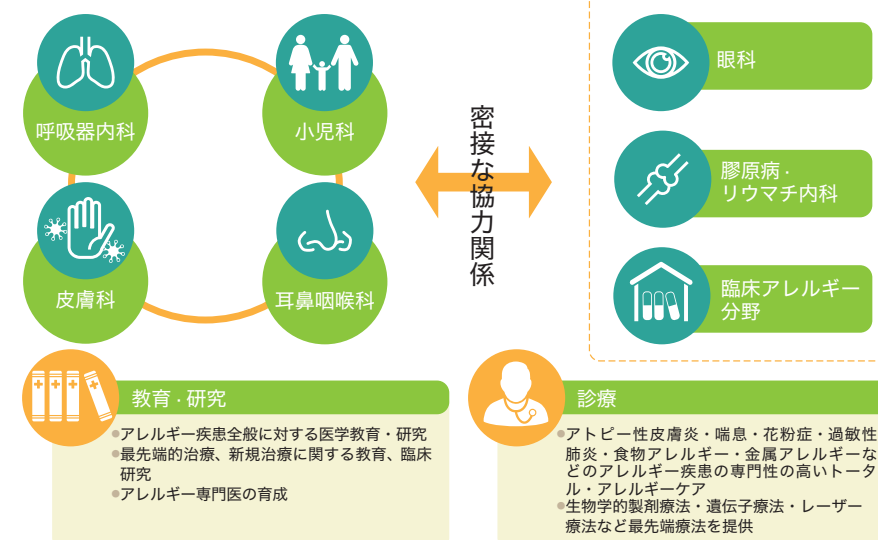 呼吸器内科
小児科
皮膚科
耳鼻咽喉科
密接な協力関係
眼科
膠原病・
リウマチ内科
臨床アレルギー
分野
教育・研究
●アレルギー疾患全般に対する医学教育・研究
●最先端的治療、新規治療に関する教育、臨床
研究
●アレルギー専門医の育成
診療
●アトピー性皮膚炎・喘息・花粉症・過敏性
肺炎・食物アレルギー・金属アレルギーな
どのアレルギー疾患の専門性の高いトータ
ル・アレルギーケア
●生物学的製剤療法・遺伝子療法・レーザー
療法など最先端療法を提供